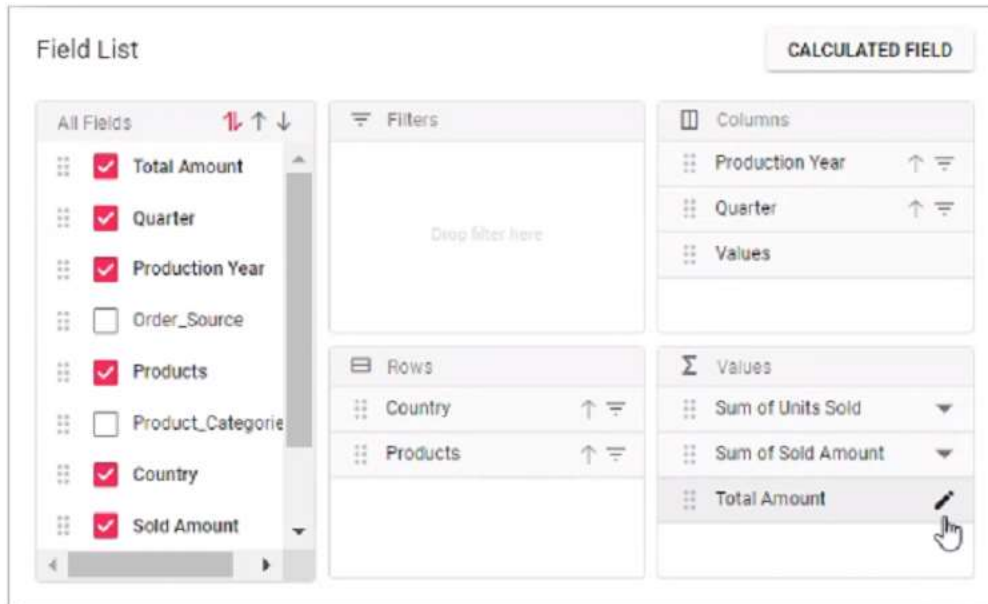 Field List
CALCULATED FIELD
All Fields
Total Amount
Quarter
Production Year
Order_Source
Products
Product_Categorie
Country
Sold Amount
Filters
Drop filter here
Columns
Production Year
Quarter
Values
Rows
Country
Products
Values
Sum of Units Sold
Sum of Sold Amount
Total Amount